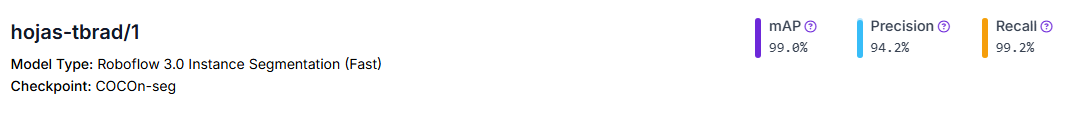 hojas-tbrad/1
Model Type: Roboflow 3.0 Instance Segmentation (Fast)
Checkpoint: COCOn-seg
mAP ?
99.0%
Precision ?
94.2%
Recall ?
99.2%